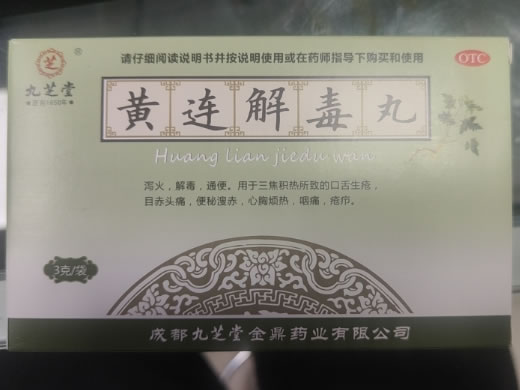 请仔细阅读说明书并按说明使用或在药师指导下购买和使用
芝
®
九芝堂
OTC
黄连解毒丸
Huang lian jiedu wan
泻火,解毒,通便。用于三焦积热所致的口舌生疮,
目赤头痛,便秘溲赤,心胸烦热,咽痛,疮疖。
3克/袋
成都九芝堂金鼎药业有限公司